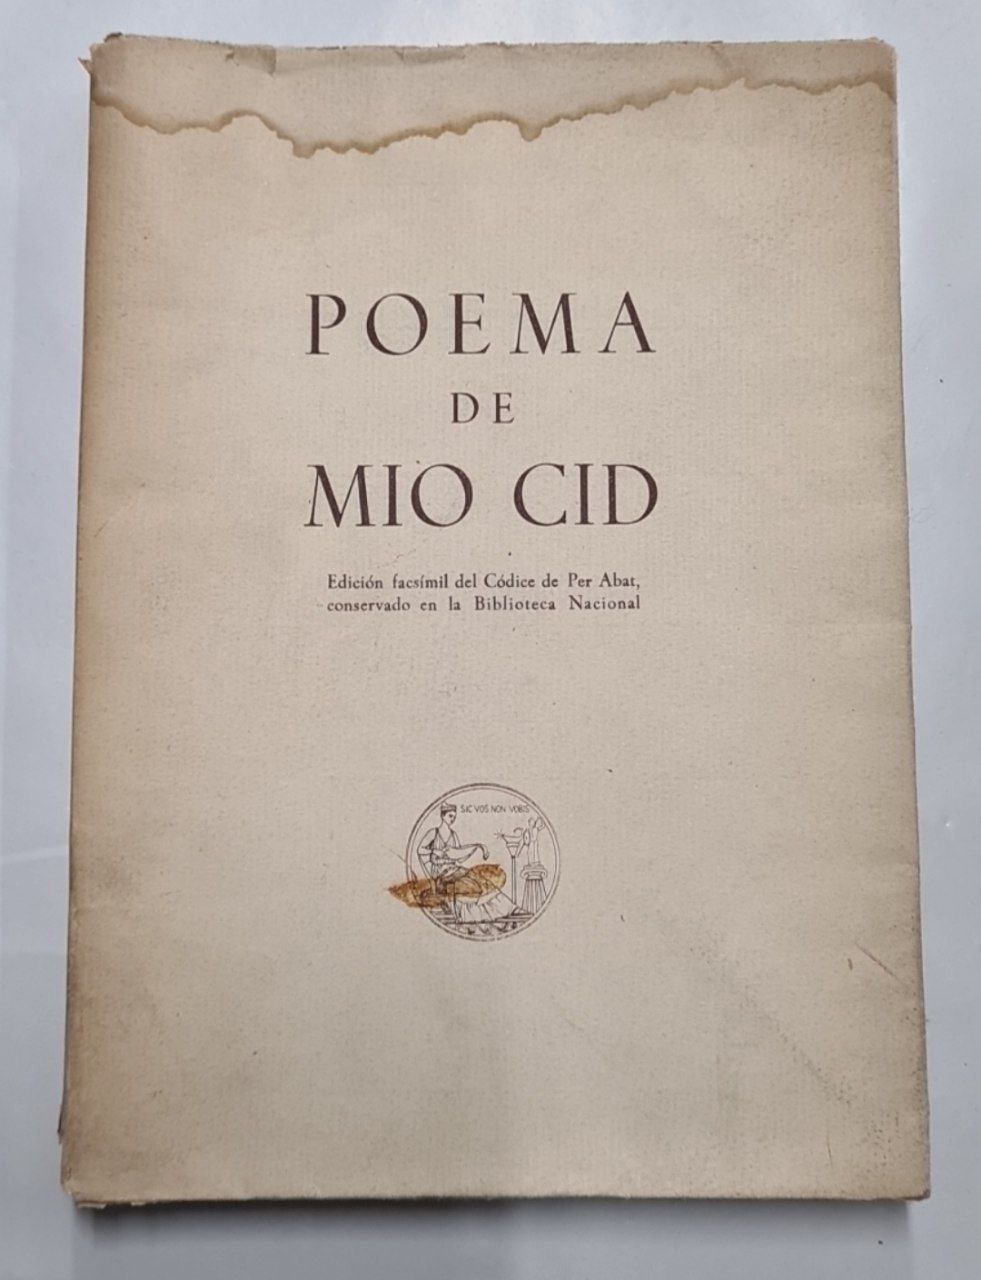 POEMA
DE
MIO CID
Edición facsímil del Códice de Per Abat,
conservado en la Biblioteca Nacional
SIC VOS NON VOBIS